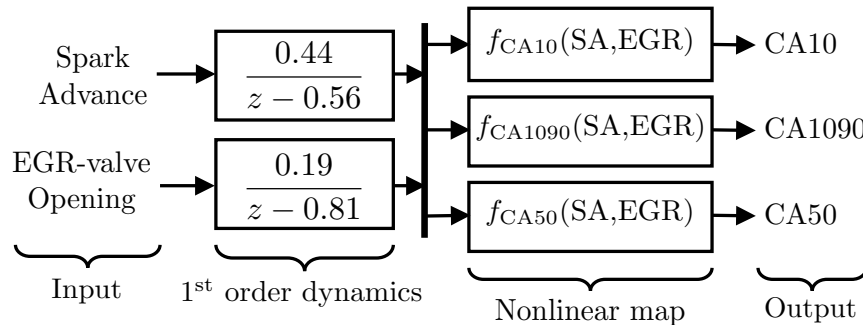 Spark
Advance
0.44
z − 0.56
EGR-valve
Opening
0.19
z − 0.81
f_CA10(SA,EGR)
CA10
f_CA1090(SA,EGR)
CA1090
f_CA50(SA,EGR)
CA50
Input
1st order dynamics
Nonlinear map
Output